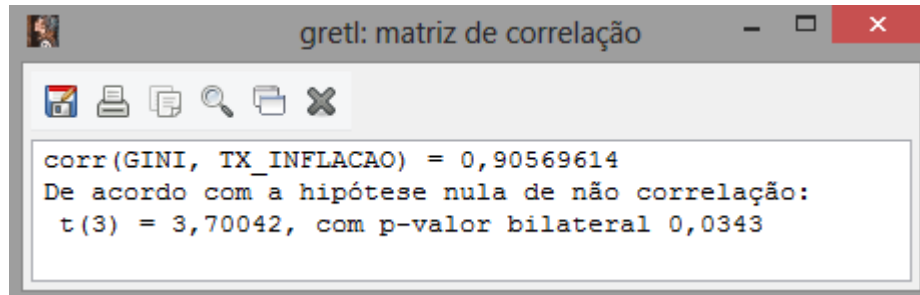 gretl: matriz de correlação
corr(GINI, TX_INFLACAO) = 0,90569614
De acordo com a hipótese nula de não correlação:
t(3) = 3,70042, com p-valor bilateral 0,0343